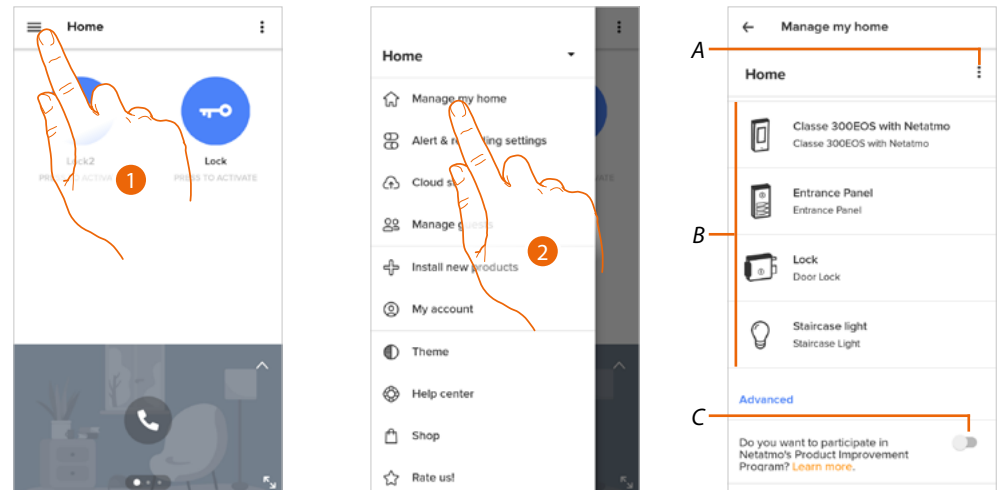 Home
Lock2
Lock
PRESS TO ACTIVATE
1
Home
Manage my home
Alert & settings
Cloud
Manage
Install new products
My account
Theme
Help center
Shop
Rate us!
2
Manage my home
A
Home
Classe 300EOS with Netatmo
Classe 300EOS with Netatmo
Entrance Panel
Entrance Panel
B
Lock
Door Lock
Staircase light
Staircase Light
Advanced
C
Do you want to participate in
Netatmo's Product Improvement
Program? Learn more.